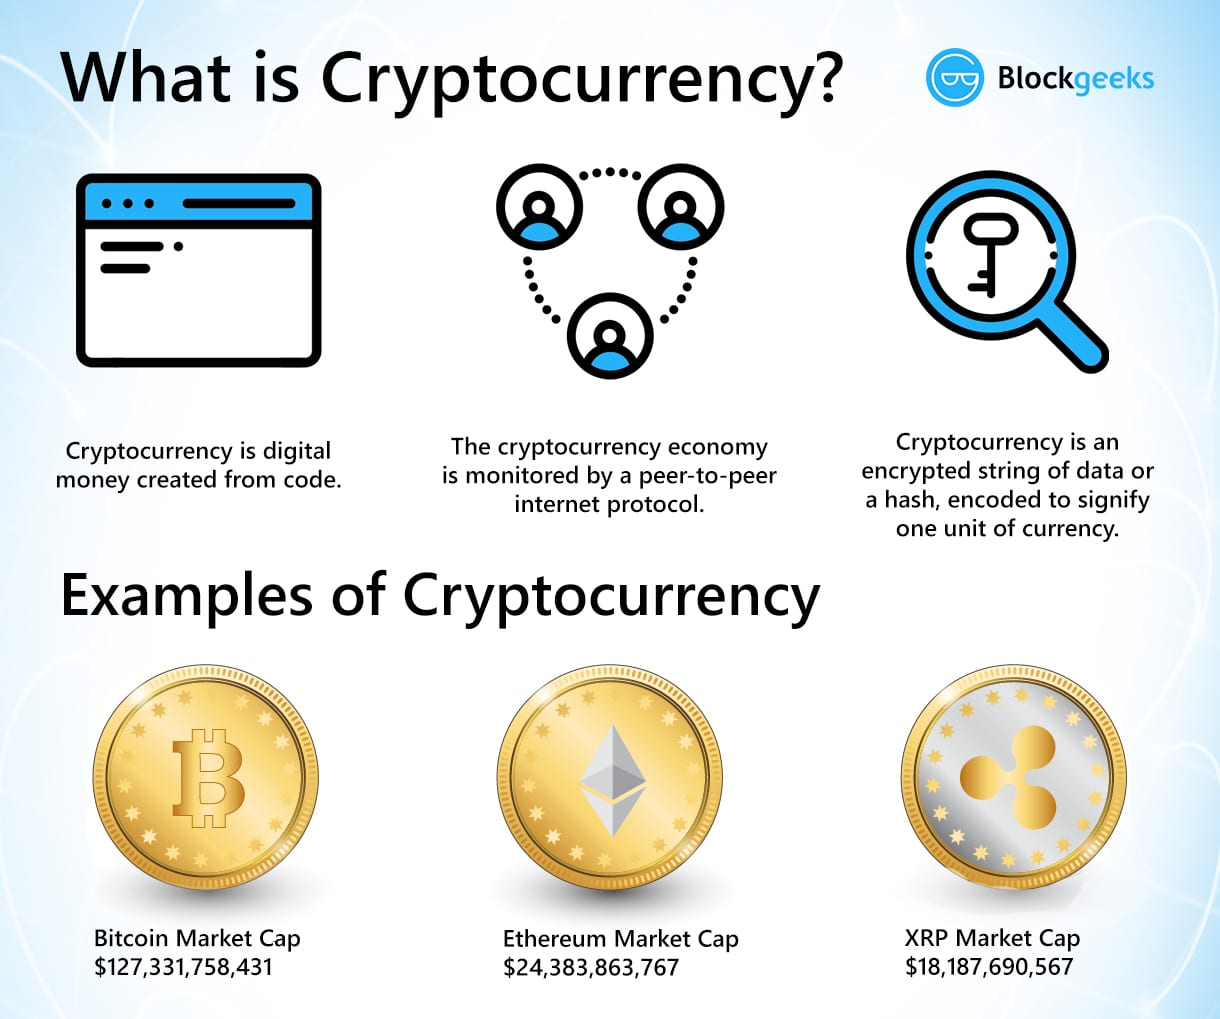 What is Cryptocurrency?
Blockgeeks
Cryptocurrency is digital
money created from code.
The cryptocurrency economy
is monitored by a peer-to-peer
internet protocol.
Cryptocurrency is an
encrypted string of data or
a hash, encoded to signify
one unit of currency.
Examples of Cryptocurrency
Bitcoin Market Cap
$127,331,758,431
Ethereum Market Cap
$24,383,863,767
XRP Market Cap
$18,187,690,567